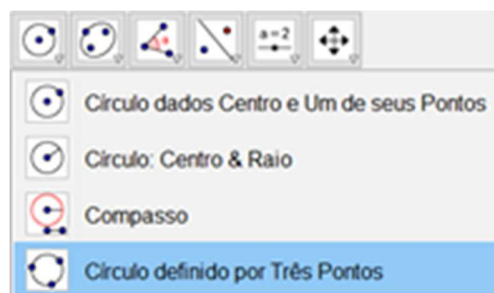 a=2
Círculo dados Centro e Um de seus Pontos
Círculo: Centro & Raio
Compasso
Círculo definido por Três Pontos